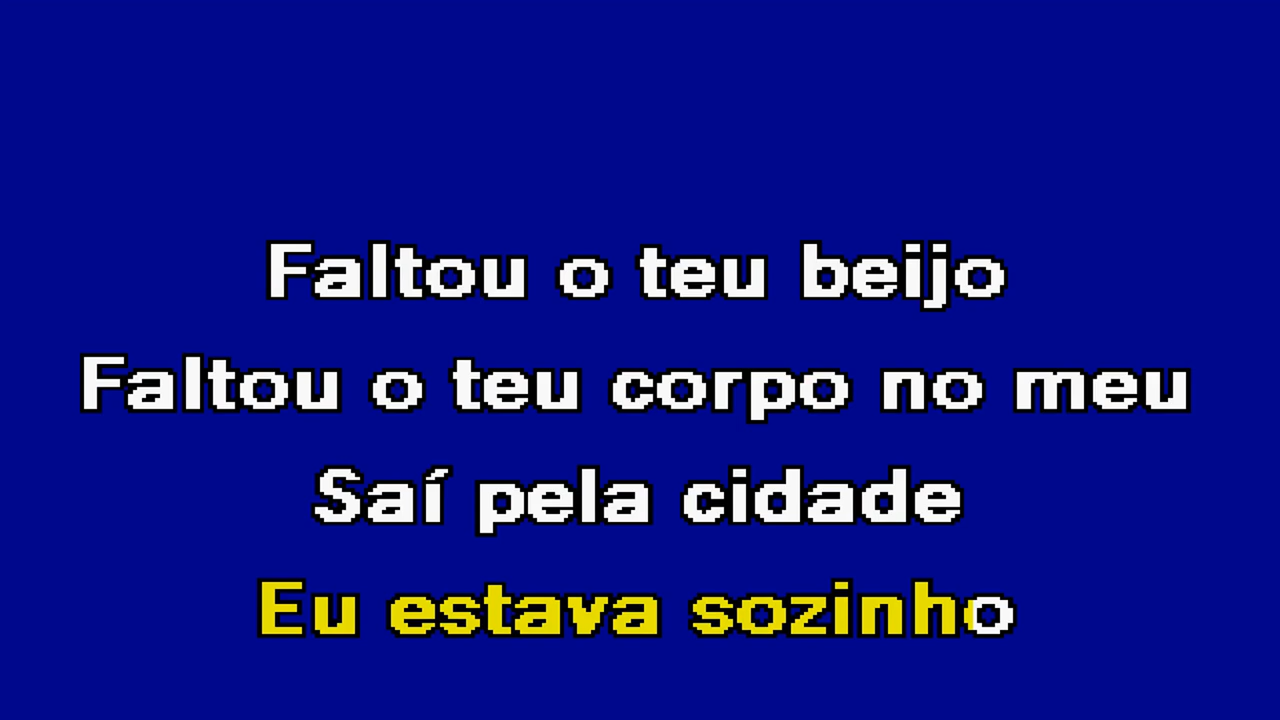 Faltou o teu beijo
Faltou o teu corpo no meu
Saí pela cidade
Eu estava sozinho